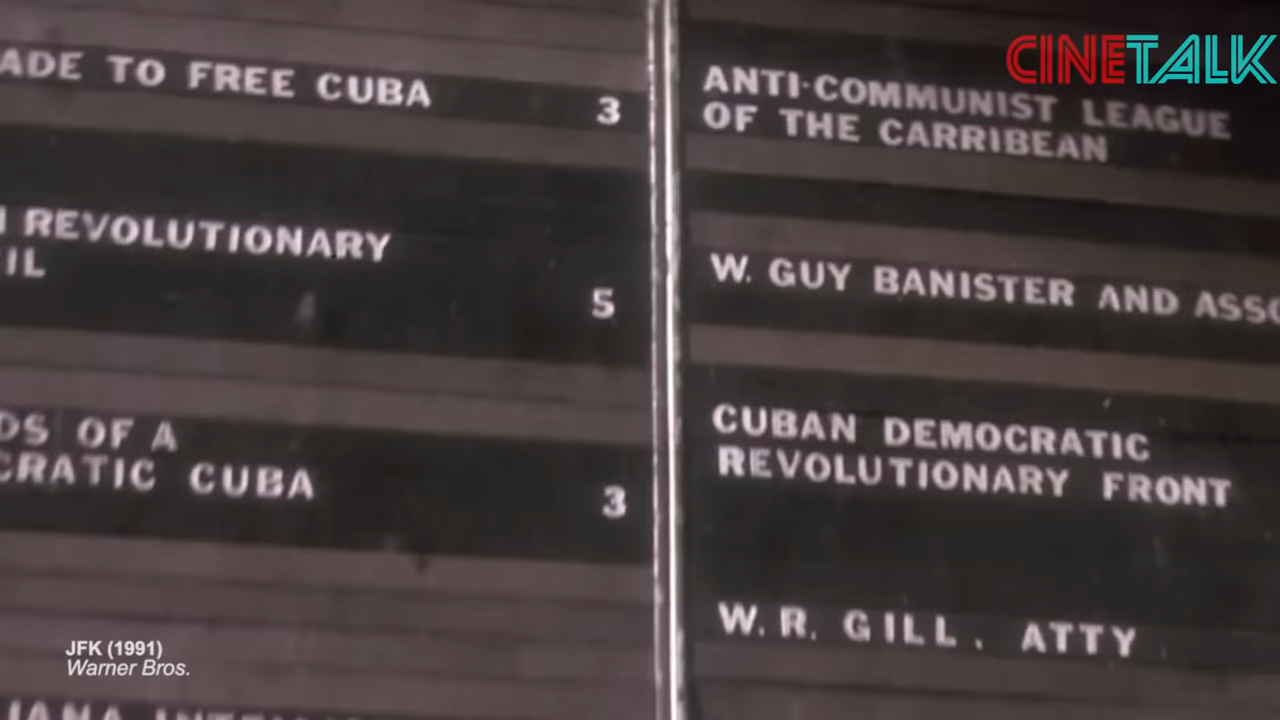 CINETALK
ADE TO FREE CUBA 3
REVOLUTIONARY
IL
5
DS OF A
CRATIC CUBA 3
ANTI-COMMUNIST LEAGUE
OF THE CARRIBEAN
W. GUY BANISTER AND ASSO
CUBAN DEMOCRATIC
REVOLUTIONARY FRONT
W. R. GILL. ATTY
JFK (1991)
Warner Bros.